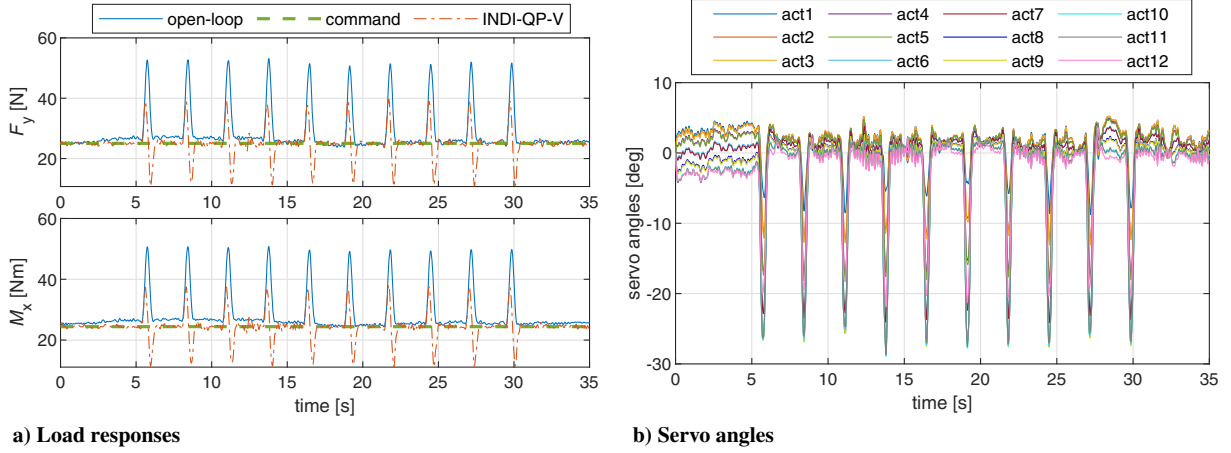 open-loop command INDI-QP-V
60
40
20
F_y [N]
0 5 10 15 20 25 30 35
60
40
20
M_x [Nm]
0 5 10 15 20 25 30 35
time [s]
a) Load responses
act1 act4 act7 act10
act2 act5 act8 act11
act3 act6 act9 act12
10
0
-10
-20
-30
servo angles [deg]
0 5 10 15 20 25 30 35
time [s]
b) Servo angles